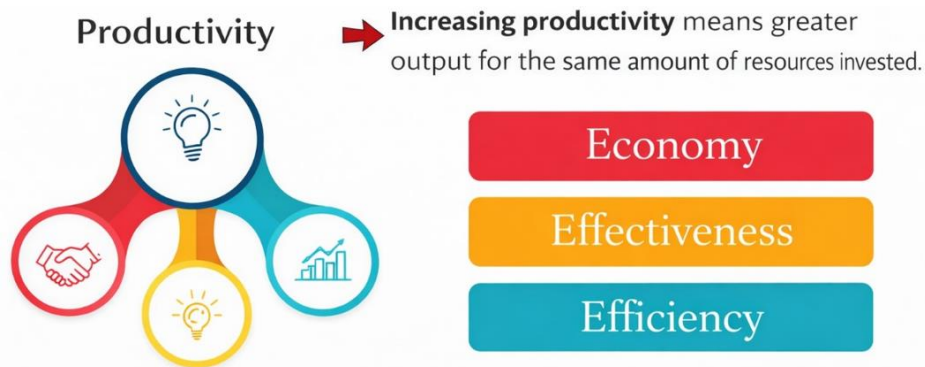 Productivity
Increasing productivity means greater
output for the same amount of resources invested.
Economy
Effectiveness
Efficiency